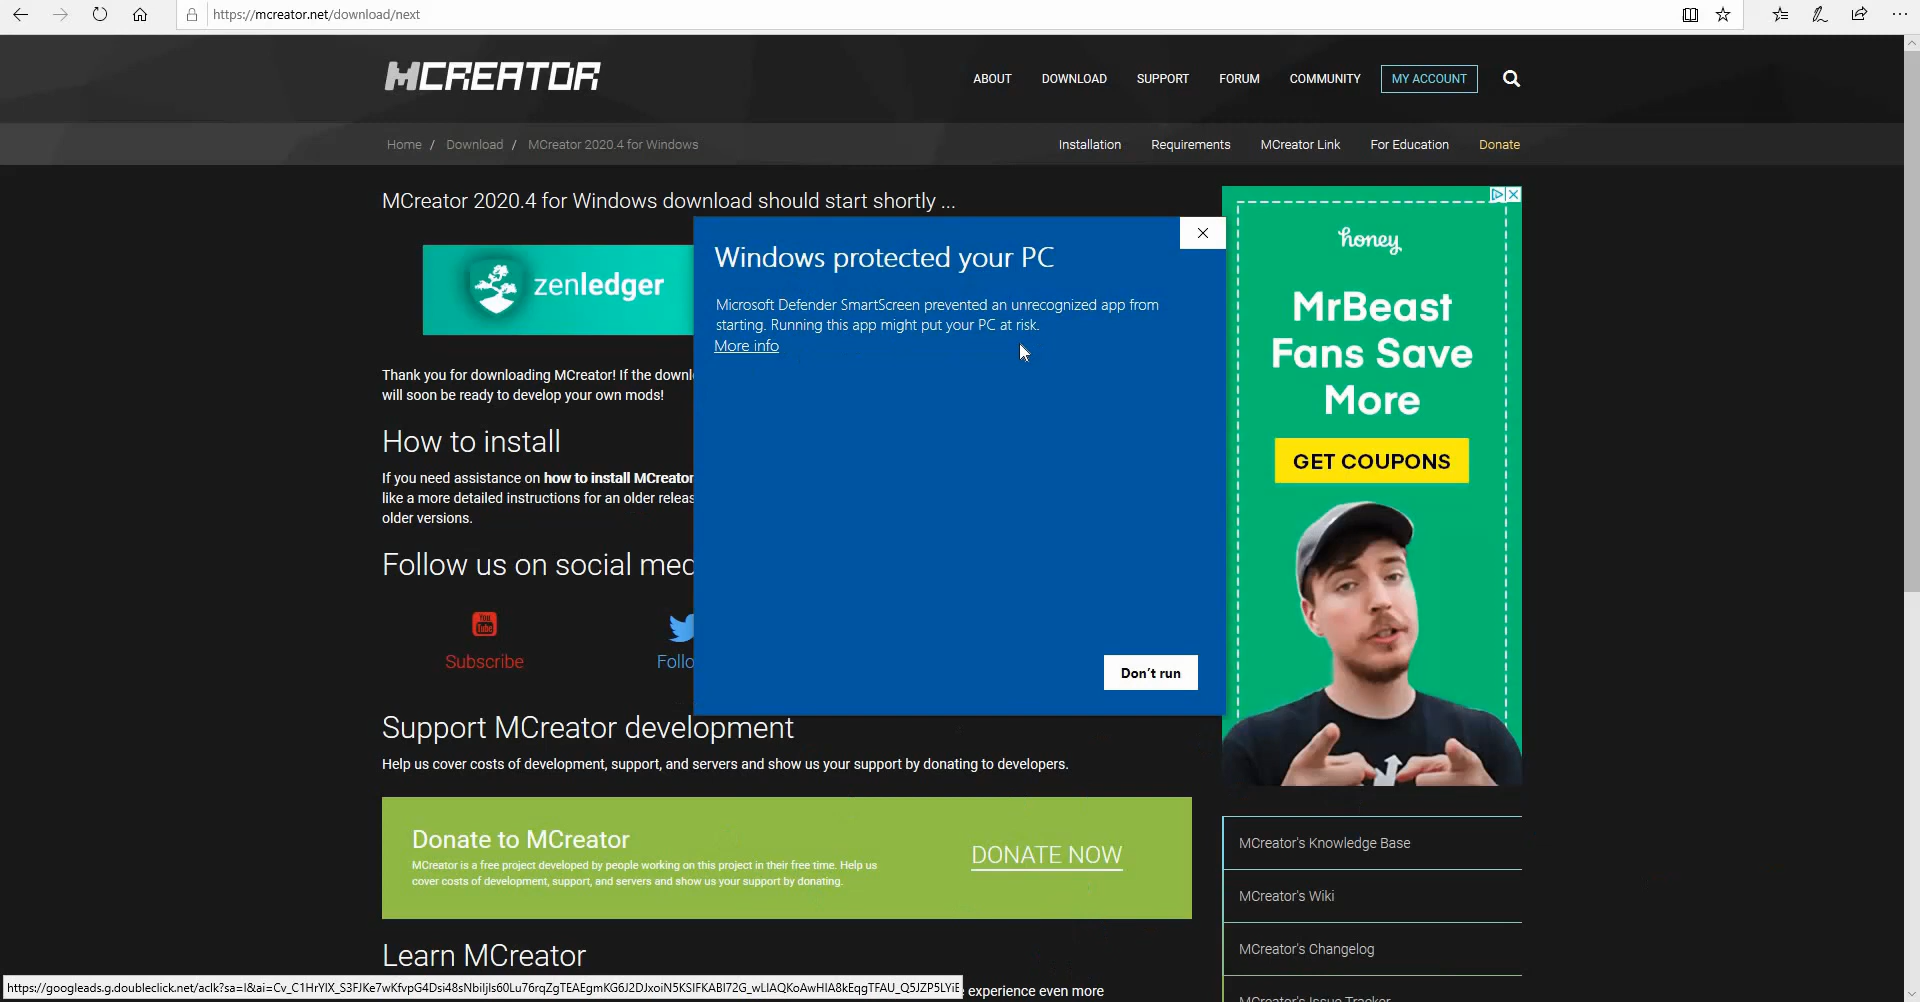 https://mcreator.net/download/next
MCREATOR
ABOUT DOWNLOAD SUPPORT FORUM COMMUNITY MY ACCOUNT
Home / Download / MCreator 2020.4 for Windows
Installation Requirements MCreator Link For Education Donate
MCreator 2020.4 for Windows download should start shortly ...
zenledger
Thank you for downloading MCreator! If the downl
will soon be ready to develop your own mods!
How to install
If you need assistance on how to install MCreator
like a more detailed instructions for an older releas
older versions.
Follow us on social med
You
Tube
Subscribe
Follo
Windows protected your PC
Microsoft Defender SmartScreen prevented an unrecognized app from
starting. Running this app might put your PC at risk.
More info
Don't run
honey
MrBeast
Fans Save
More
GET COUPONS
Support MCreator development
Help us cover costs of development, support, and servers and show us your support by donating to developers.
Donate to MCreator
MCreator is a free project developed by people working on this project in their free time. Help us
cover costs of development, support, and servers and show us your support by donating.
DONATE NOW
MCreator's Knowledge Base
MCreator's Wiki
MCreator's Changelog
MCreator's Issue Tracker
Learn MCreator
experience even more